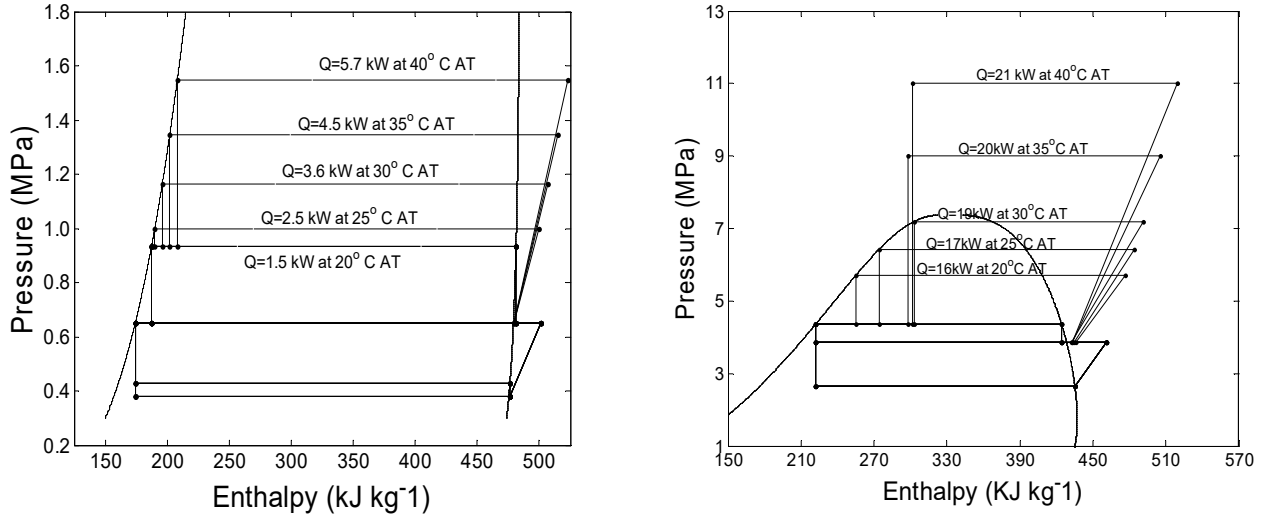 1.8
1.6
1.4
1.2
1.0
0.8
0.6
0.4
0.2
Pressure (MPa)
Q=5.7 kW at 40° C AT
Q=4.5 kW at 35° C AT
Q=3.6 kW at 30° C AT
Q=2.5 kW at 25° C AT
Q=1.5 kW at 20° C AT
150 200 250 300 350 400 450 500
Enthalpy (kJ kg-1)
13
11
9
7
5
3
1
Pressure (MPa)
Q=21 kW at 40°C AT
Q=20kW at 35°C AT
Q=19kW at 30°C AT
Q=17kW at 25°C AT
Q=16kW at 20°C AT
150 210 270 330 390 450 510 570
Enthalpy (KJ kg-1)